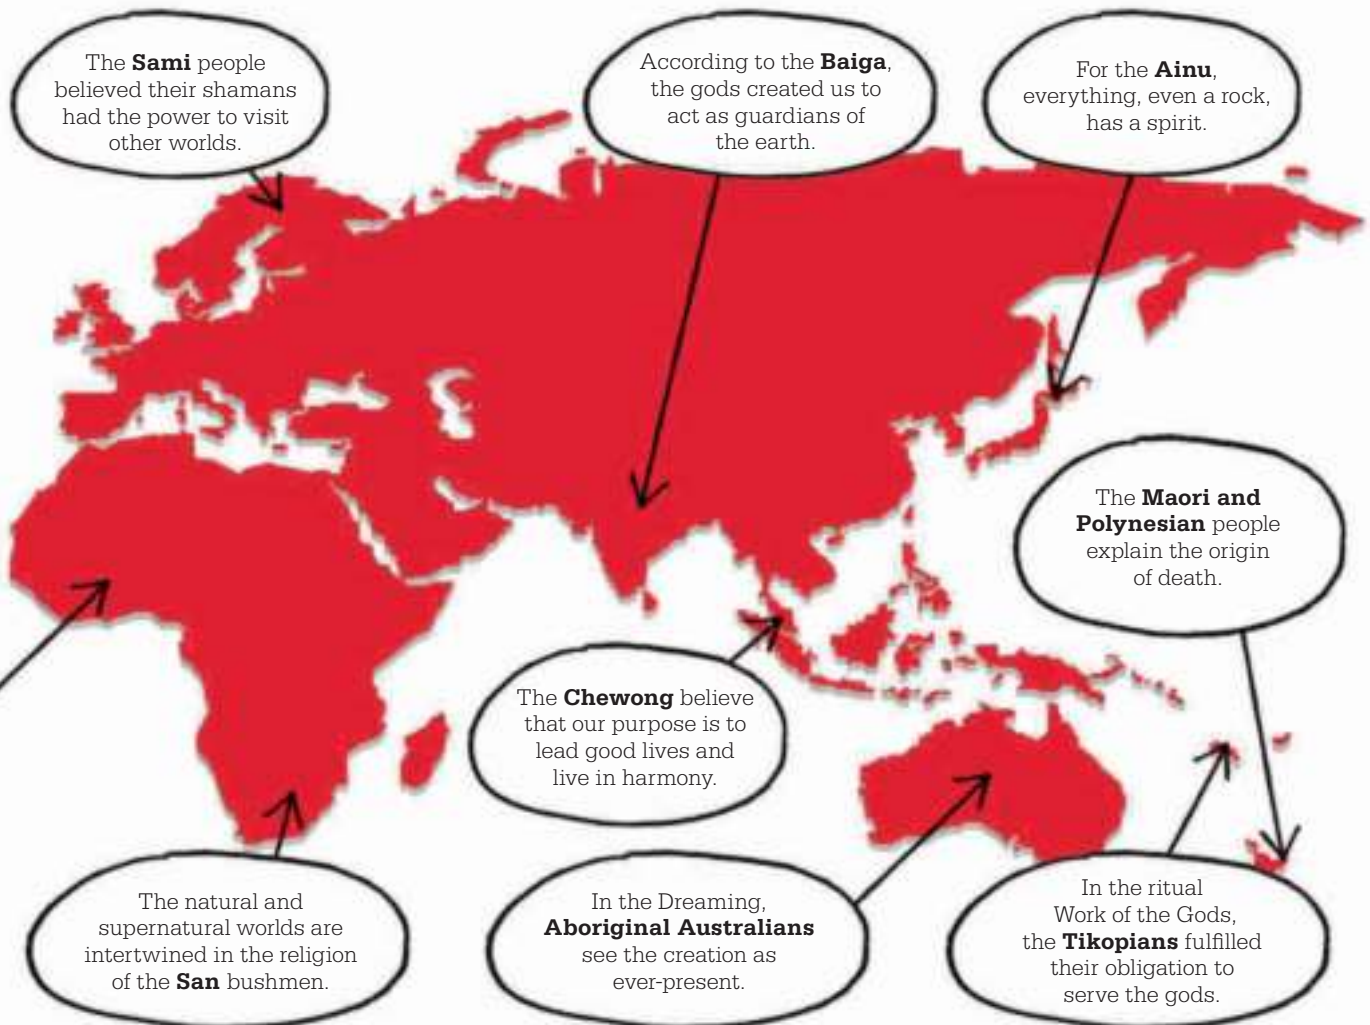 The Sami people
believed their shamans
had the power to visit
other worlds.
According to the Baiga,
the gods created us to
act as guardians of
the earth.
For the Ainu,
everything, even a rock,
has a spirit.
The Maori and
Polynesian people
explain the origin
of death.
The Chewong believe
that our purpose is to
lead good lives and
live in harmony.
The natural and
supernatural worlds are
intertwined in the religion
of the San bushmen.
In the Dreaming,
Aboriginal Australians
see the creation as
ever-present.
In the ritual
Work of the Gods,
the Tikopians fulfilled
their obligation to
serve the gods.